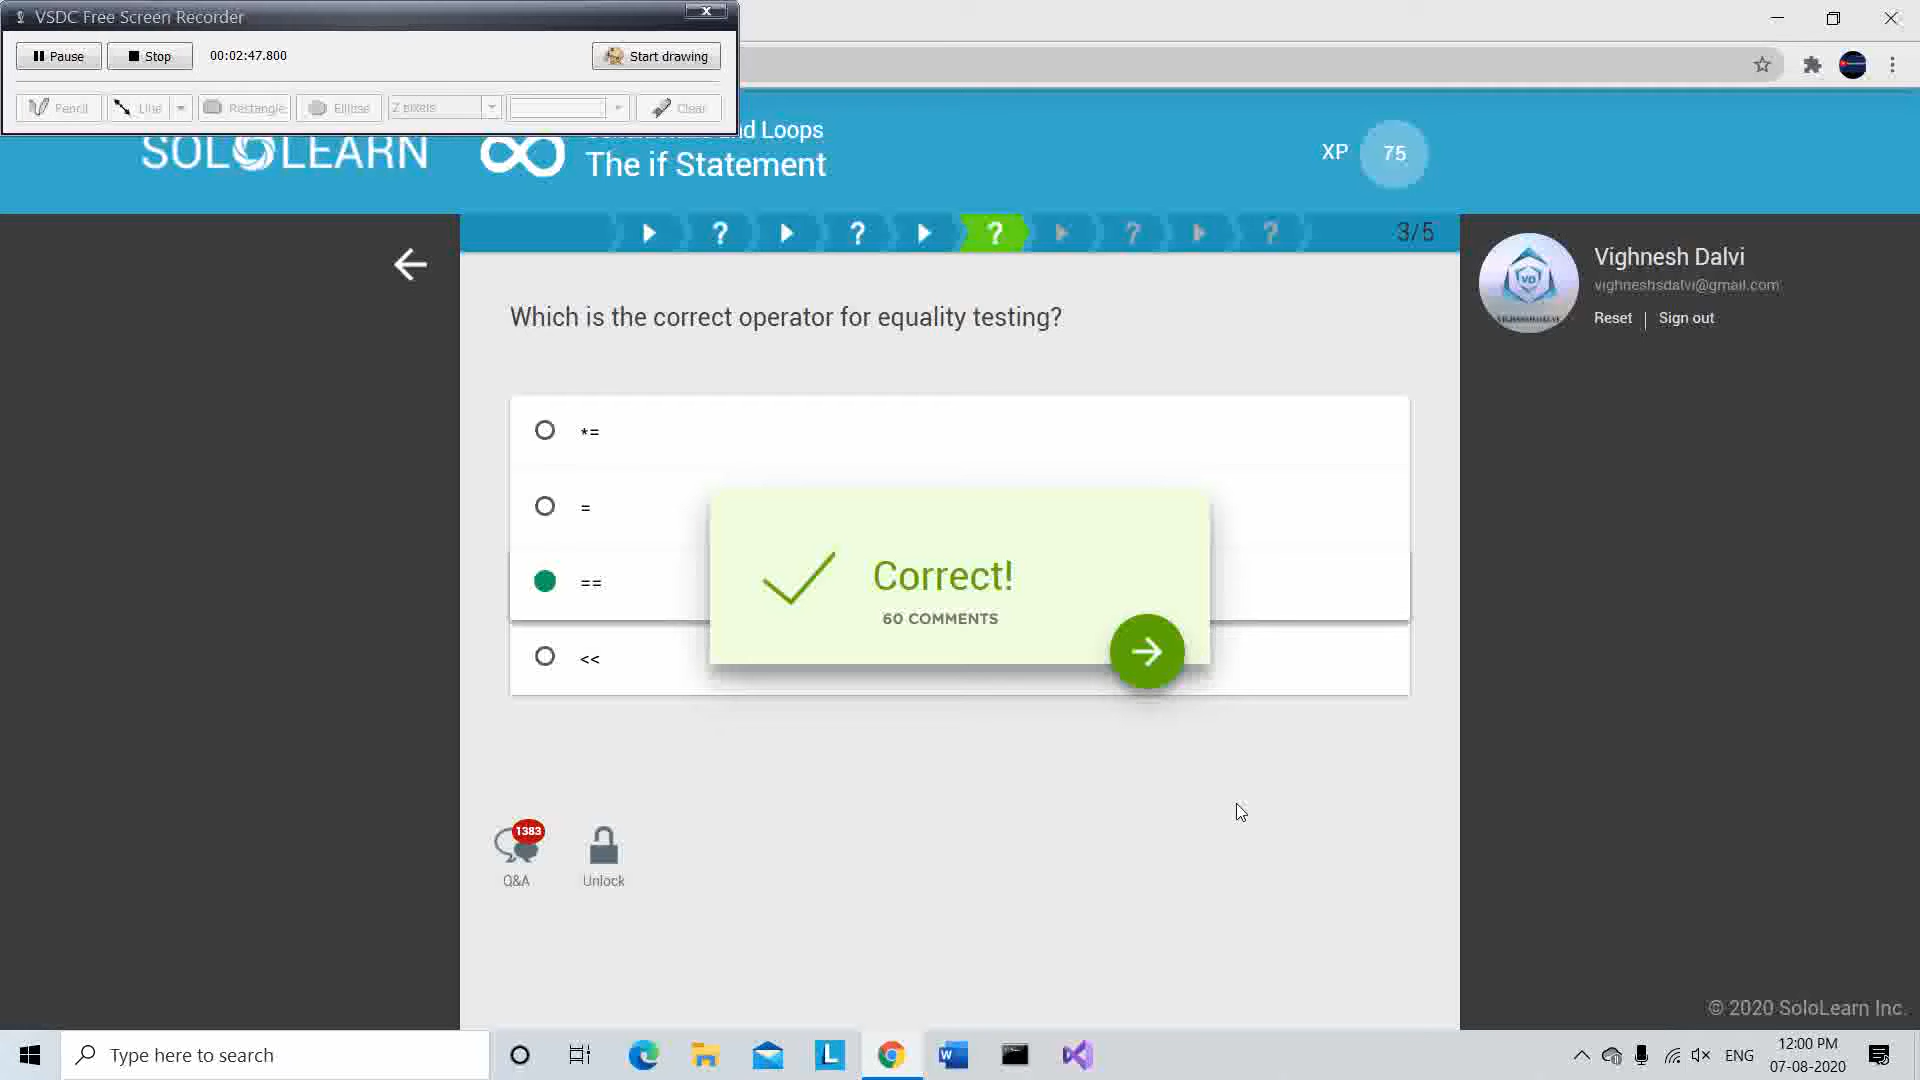 VSDC Free Screen Recorder
Pause
Stop
00:02:47.800
Start drawing
Pencil
Line
Rectangle
Ellipse
2 pixels
Clear
SOLOLEARN
nd Loops
The if Statement
XP
75
3/5
Vighnesh Dalvi
vighneshsdalvi@gmail.com
Reset | Sign out
Which is the correct operator for equality testing?
*=
=
==
<<
Correct!
60 COMMENTS
1383
Q&A
Unlock
© 2020 SoloLearn Inc.
Type here to search
ENG
12:00 PM
07-08-2020